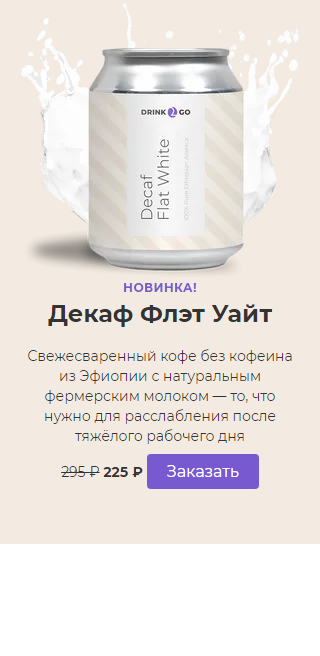 DRINK 2 GO
Decaf
Flat White
100% Pure Ethiopian Arabica
НОВИНКА!
Декаф Флэт Уайт
Свежесваренный кофе без кофеина
из Эфиопии с натуральным
фермерским молоком — то, что
нужно для расслабления после
тяжёлого рабочего дня
295 ₽ 225 ₽ Заказать